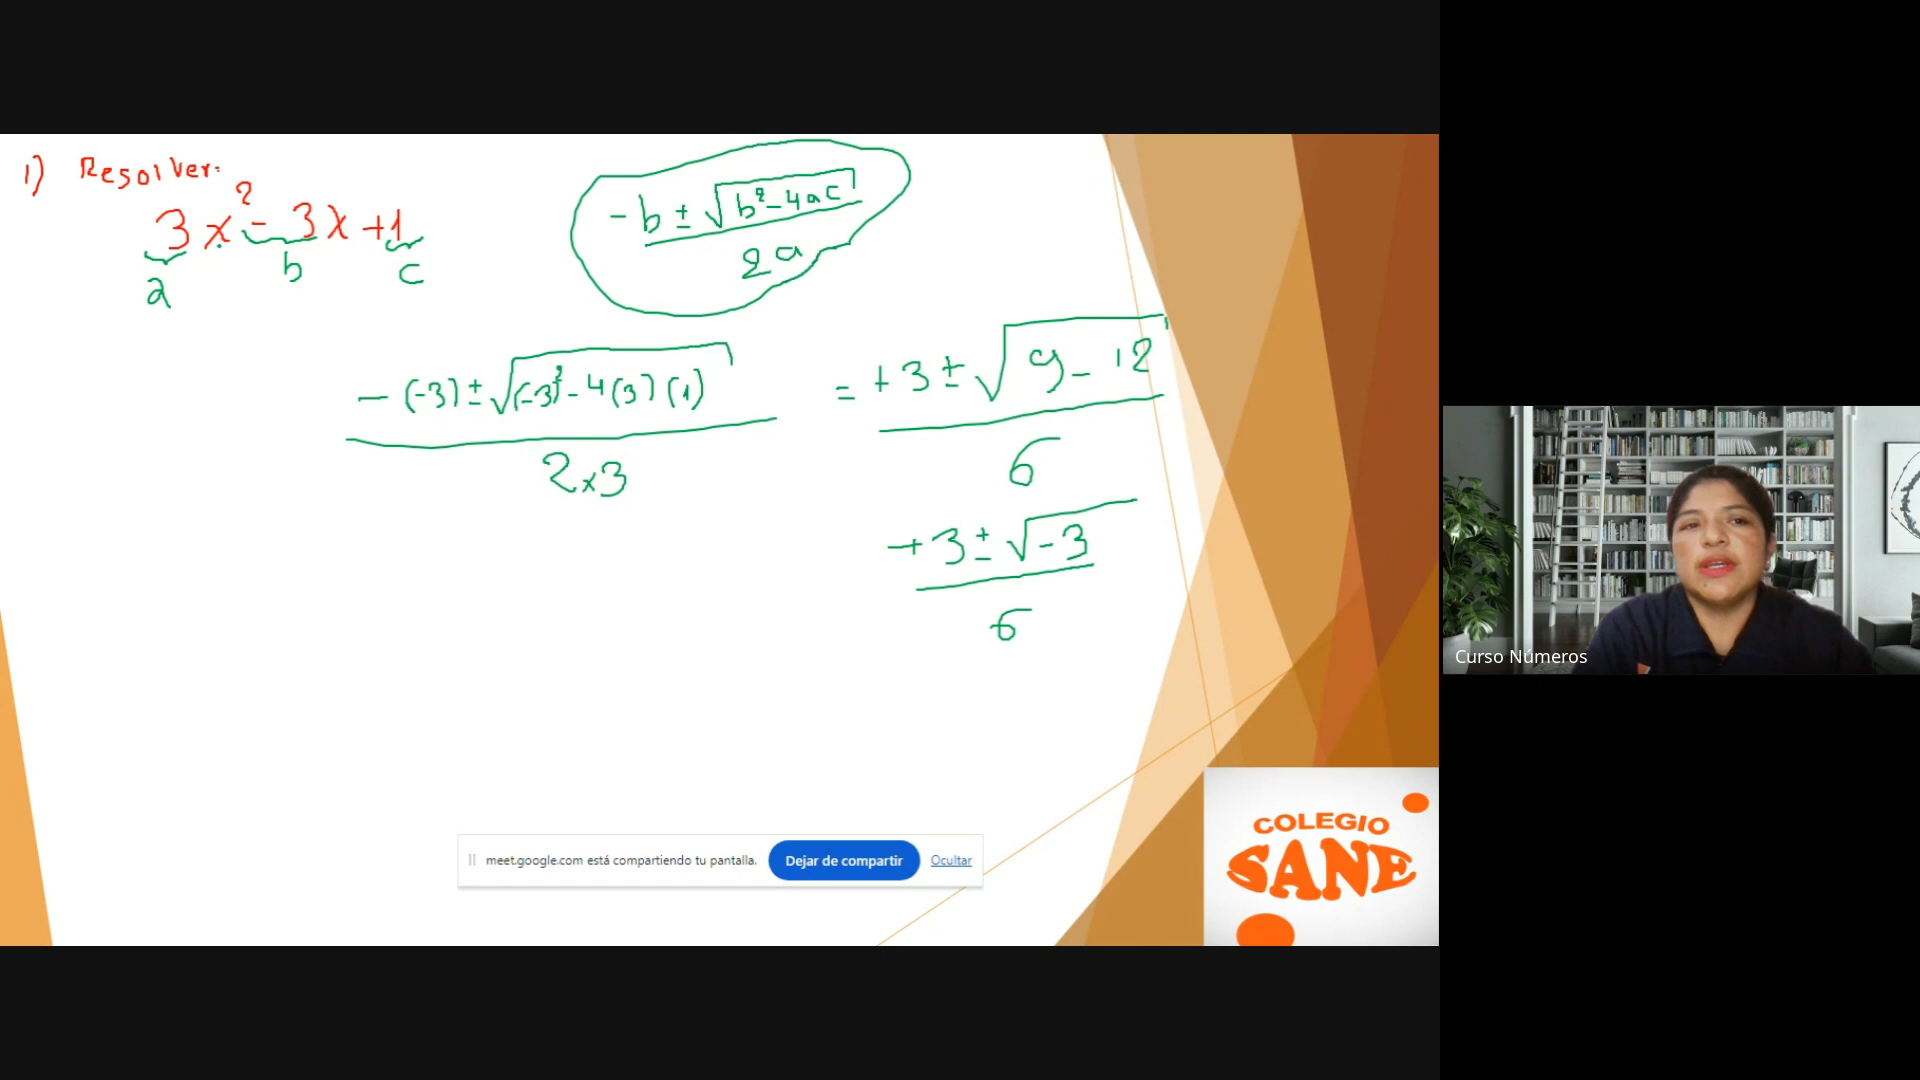 1) Resolver:
3x² - 3x + 1
a b c
-b ± √b² - 4ac
2a
- (-3) ± √(-3)² - 4(3)(1)
2x3
= +3 ± √9 - 12
6
+3 ± √-3
6
meet.google.com está compartiendo tu pantalla. Dejar de compartir Ocultar
COLEGIO
SANE
Curso Números